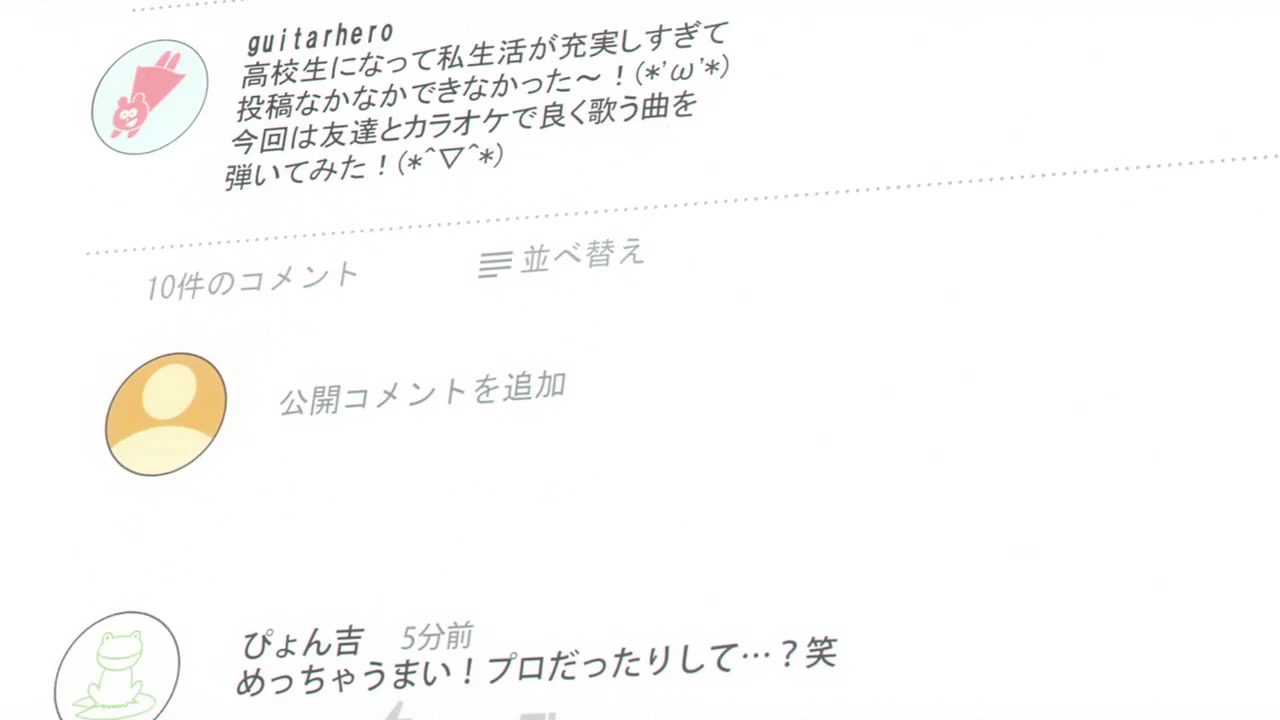 guitarhero
高校生になって私生活が充実しすぎて
投稿なかなかできなかった～！(*'ω'*)
今回は友達とカラオケで良く歌う曲を
弾いてみた！(*^▽^*)
10件のコメント
並べ替え
公開コメントを追加
ぴょん吉 5分前
めっちゃうまい！プロだったりして…？笑